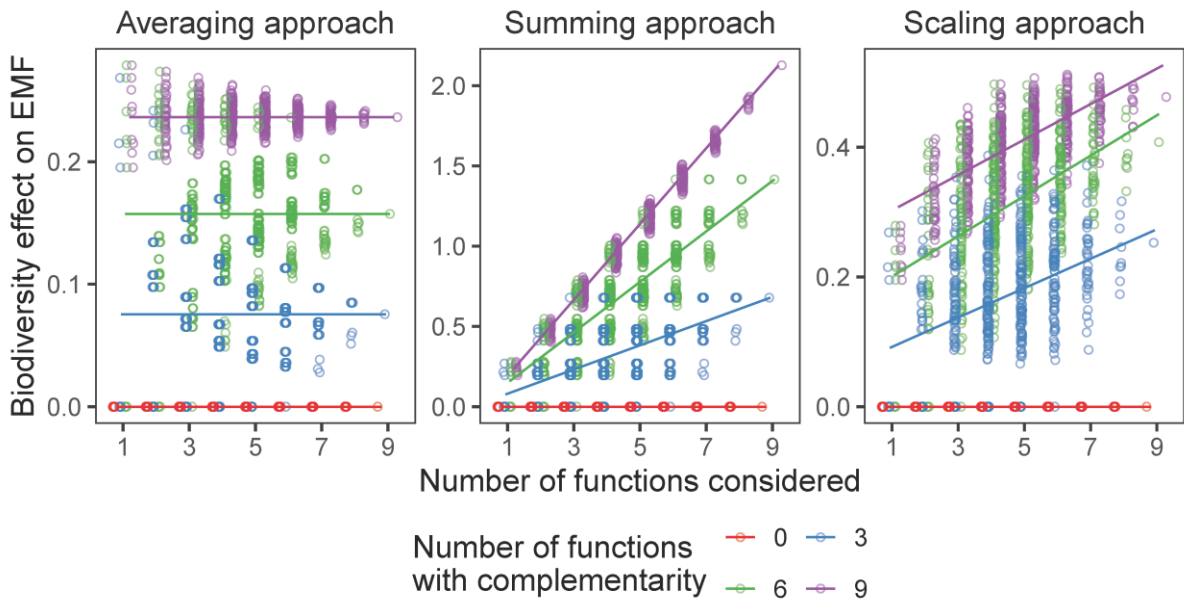 Averaging approach
Summing approach
Scaling approach
Biodiversity effect on EMF
0.2
0.1
0.0
1 3 5 7 9
2.0
1.5
1.0
0.5
0.0
1 3 5 7 9
0.4
0.2
0.0
1 3 5 7 9
Number of functions considered
Number of functions
with complementarity
0 3
6 9